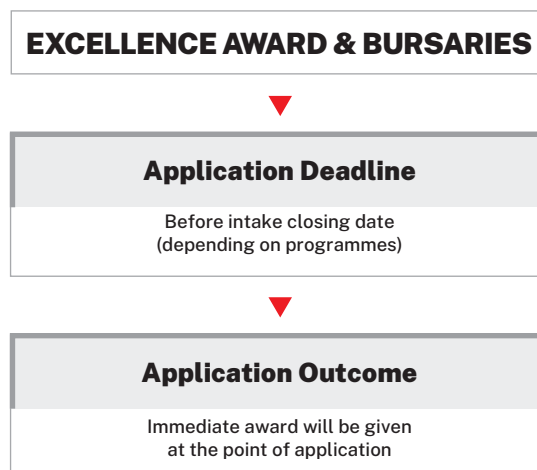 EXCELLENCE AWARD & BURSARIES
Application Deadline
Before intake closing date
(depending on programmes)
Application Outcome
Immediate award will be given
at the point of application